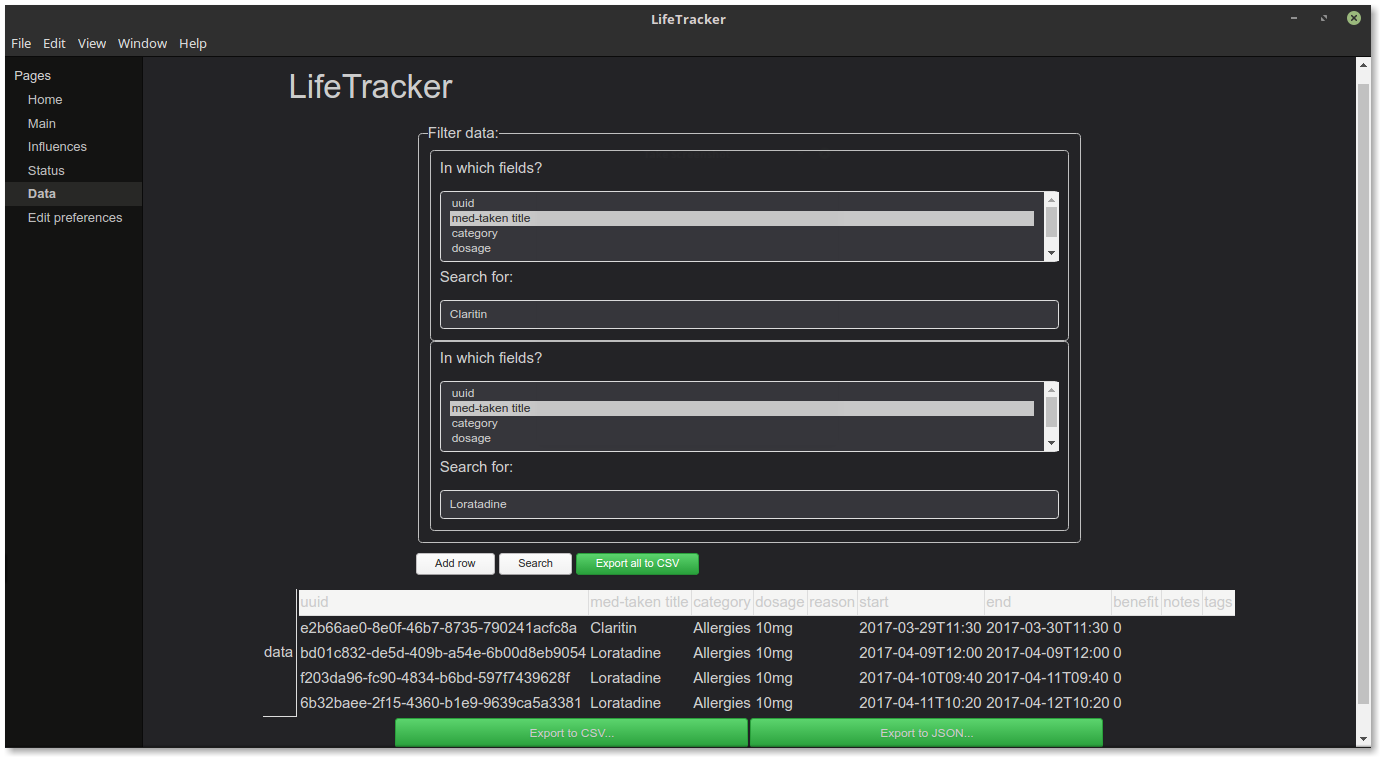 LifeTracker
File Edit View Window Help
Pages
Home
Main
Influences
Status
Data
Edit preferences
LifeTracker
Filter data:
In which fields?
uuid
med-taken title
category
dosage
Search for:
Claritin
In which fields?
uuid
med-taken title
category
dosage
Search for:
Loratadine
Add row Search Export all to CSV
uuid med-taken title category dosage reason start end benefit notes tags
e2b66ae0-8e0f-46b7-8735-790241acfc8a Claritin Allergies 10mg 2017-03-29T11:30 2017-03-30T11:30 0
data
bd01c832-de5d-409b-a54e-6b00d8eb9054 Loratadine Allergies 10mg 2017-04-09T12:00 2017-04-09T12:00 0
f203da96-fc90-4834-b6bd-597f7439628f Loratadine Allergies 10mg 2017-04-10T09:40 2017-04-11T09:40 0
6b32baee-2f15-4360-b1e9-9639ca5a3381 Loratadine Allergies 10mg 2017-04-11T10:20 2017-04-12T10:20 0
Export to CSV... Export to JSON...